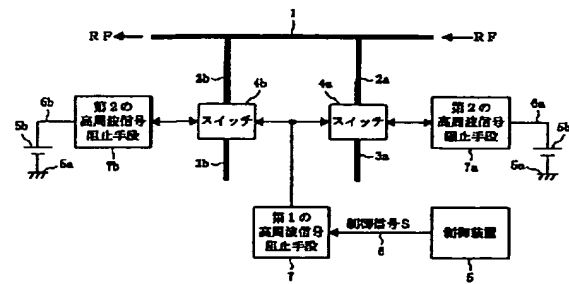 1
RF
RF
2b
2a
4b
4a
6b
第2の
高周波信号
阻止手段
スイッチ
スイッチ
第2の
高周波信号
阻止手段
6a
5b
5b
5a
7b
3b
3a
7a
5a
第1の
高周波信号
阻止手段
制御信号S
6
制御装置
7
5